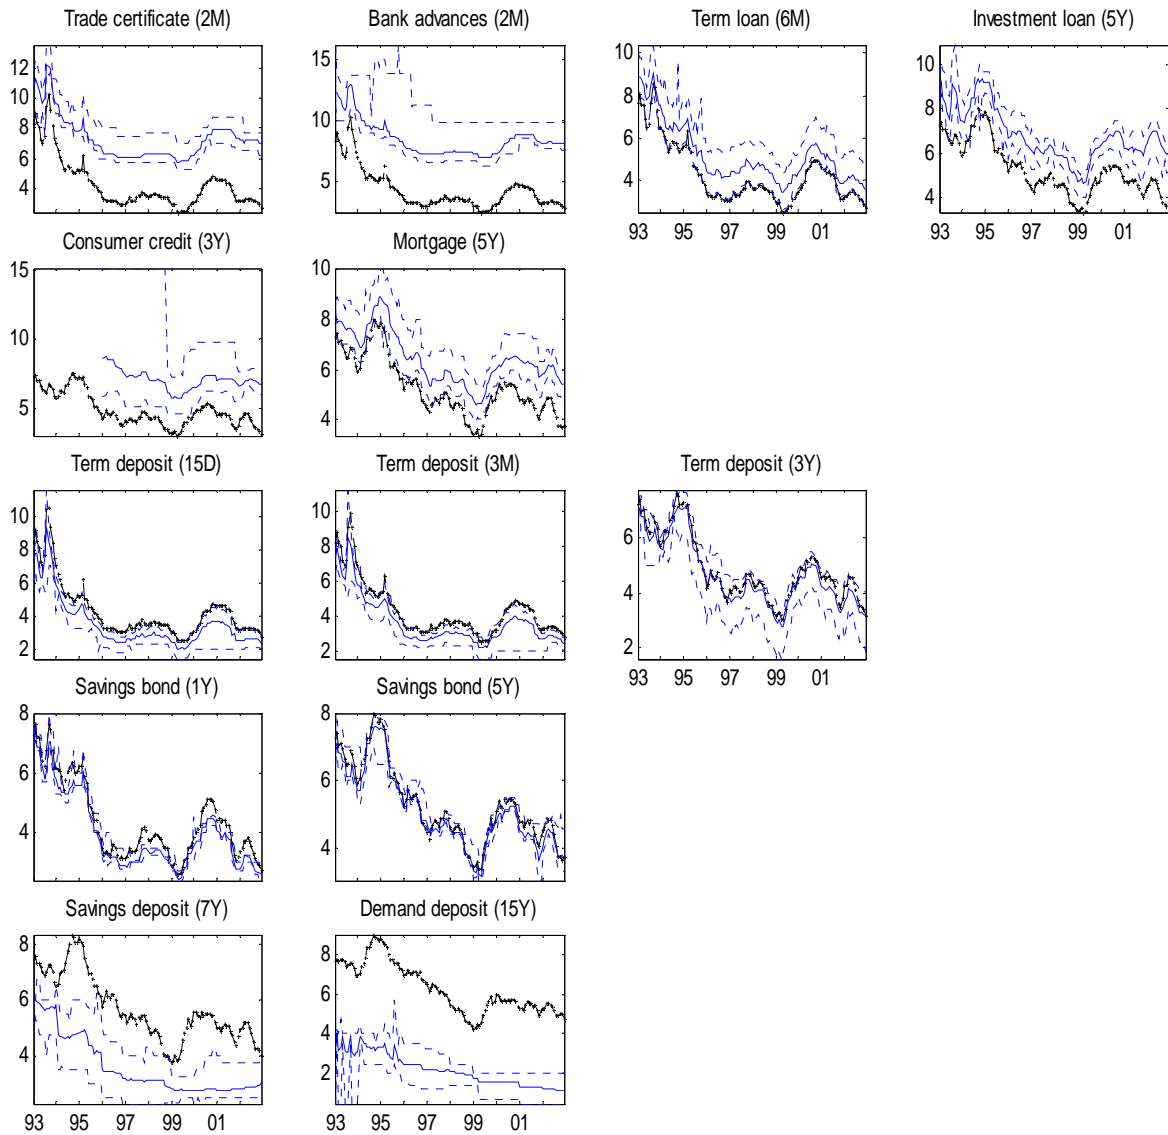 Trade certificate (2M) Bank advances (2M) Term loan (6M) Investment loan (5Y)
12 15 10 10
10 8 8
8 10
6 6 6
4 5 4 4
93 95 97 99 01 93 95 97 99 01
Consumer credit (3Y) Mortgage (5Y)
15 10
10 8
6
5 4
Term deposit (15D) Term deposit (3M) Term deposit (3Y)
10 10
8 8 6
6 6
4 4 4
2 2 2
93 95 97 99 01
Savings bond (1Y) Savings bond (5Y)
8 8
6 6
4 4
Savings deposit (7Y) Demand deposit (15Y)
8 8
6 6
4 4
2
93 95 97 99 01 93 95 97 99 01